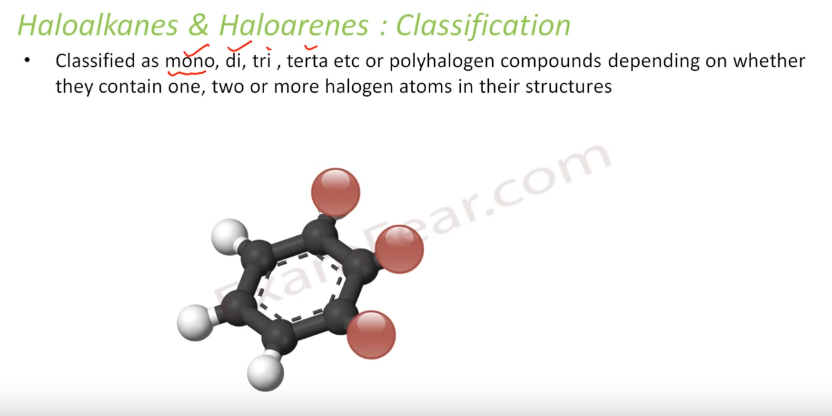 Haloalkanes & Haloarenes : Classification
• Classified as mono, di, tri , terta etc or polyhalogen compounds depending on whether
they contain one, two or more halogen atoms in their structures
ExamFear.com